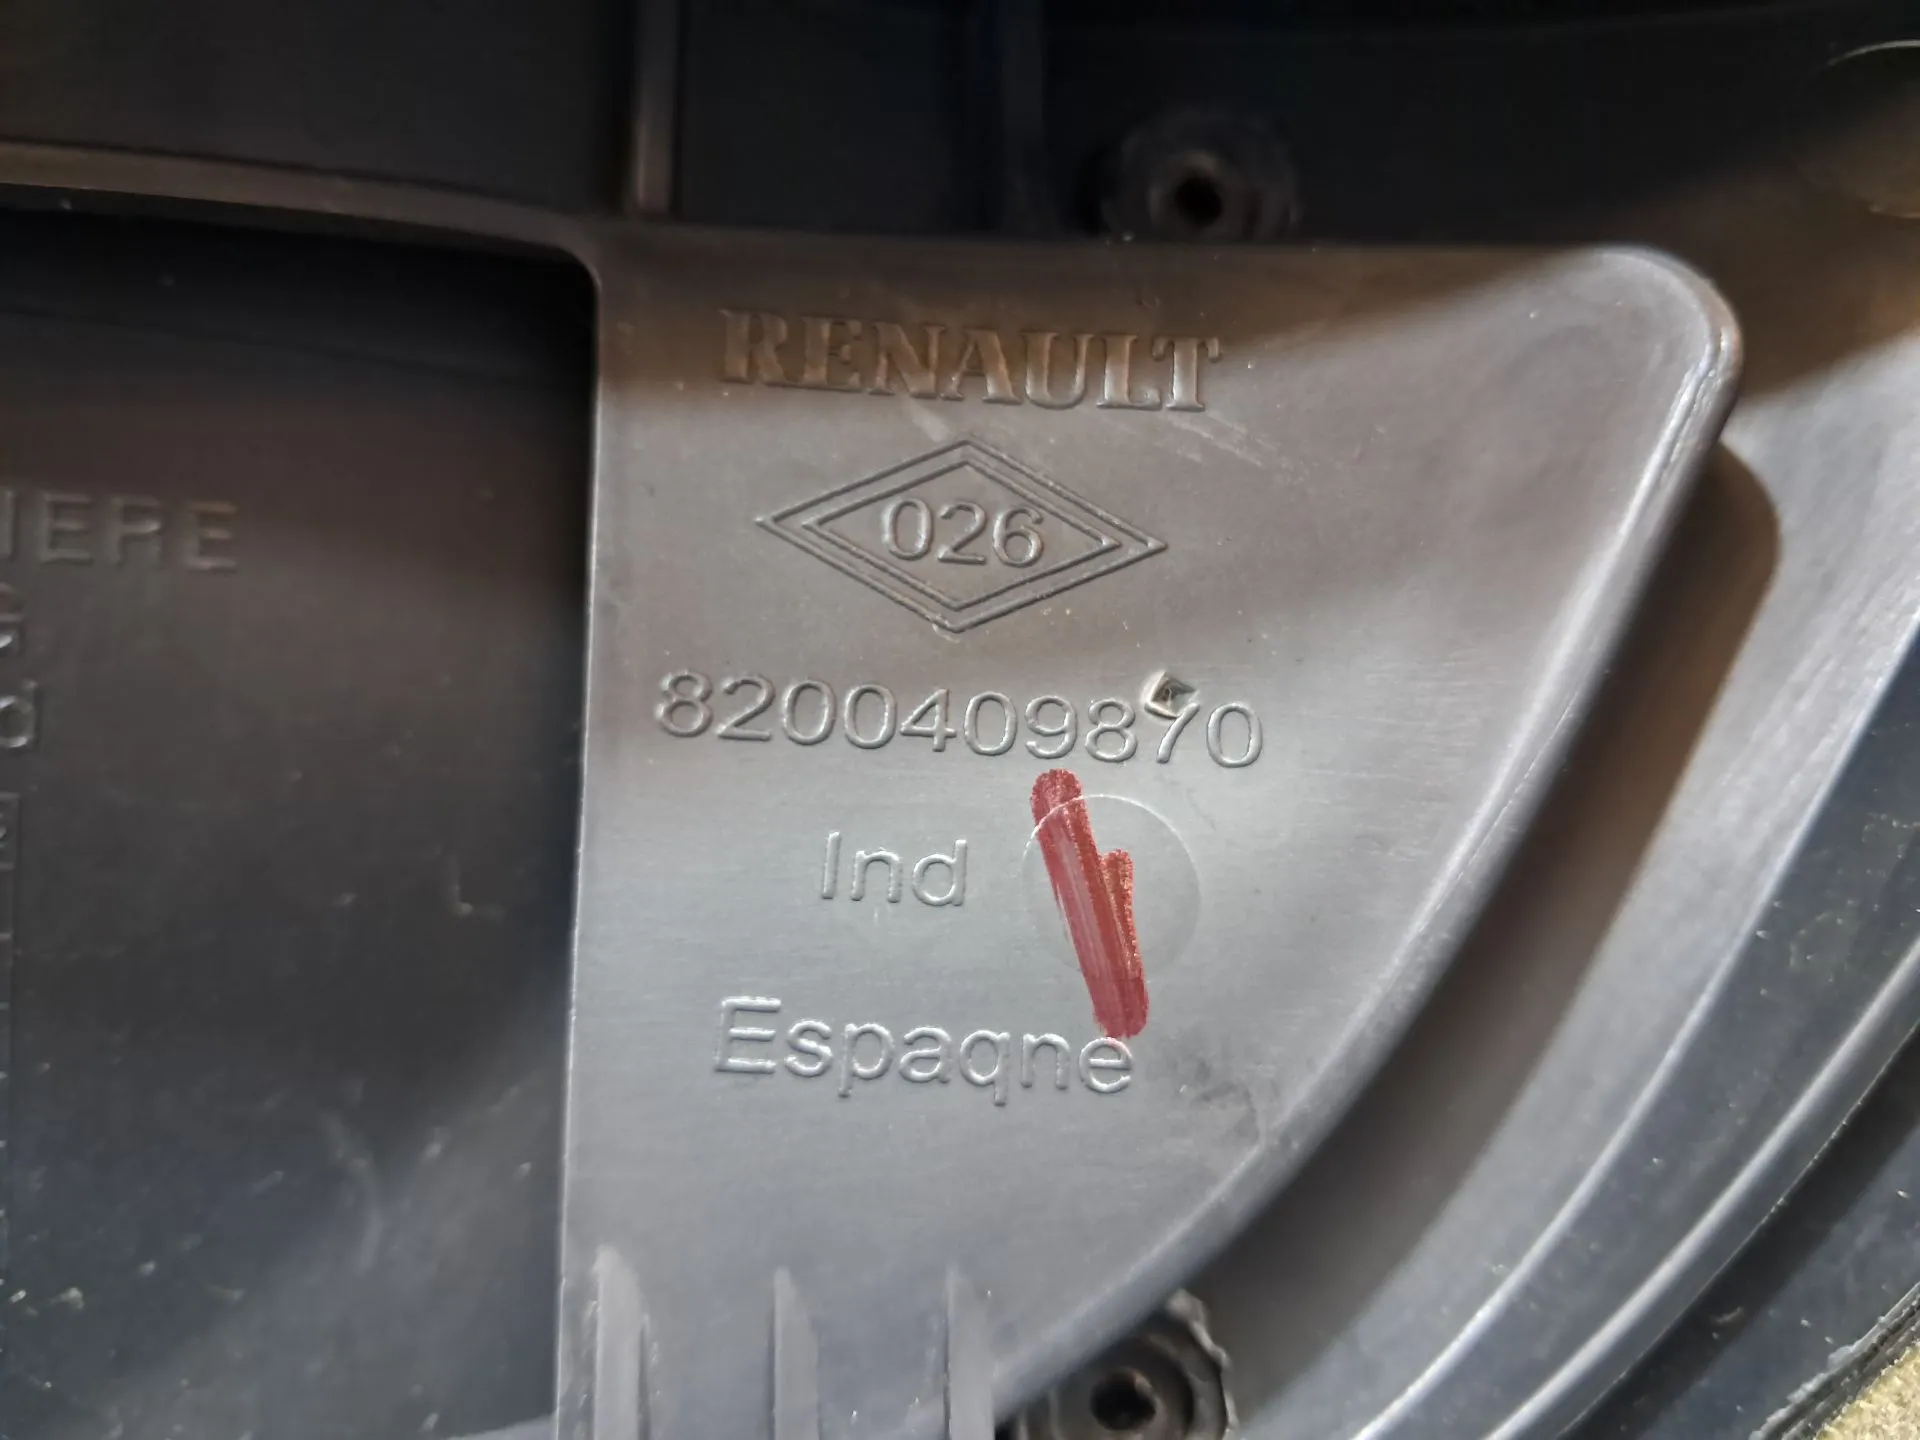 RENAULT
026
8200409870
Ind
Espaqne
IERE